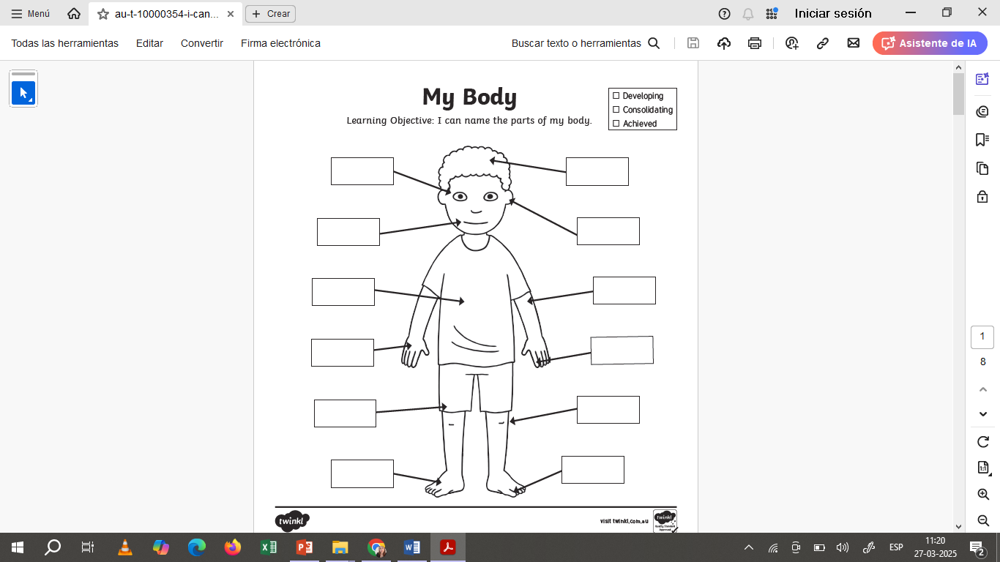 Menú
au-t-10000354-i-can...
Crear
Iniciar sesión
Todas las herramientas
Editar
Convertir
Firma electrónica
Buscar texto o herramientas
Asistente de IA
My Body
Learning Objective: I can name the parts of my body.
Developing
Consolidating
Achieved
1
8
1:1
twinkl
visit twinkl.com.au
twinkl
Quality Standard
Approved
ESP
11:20
27-03-2025
2